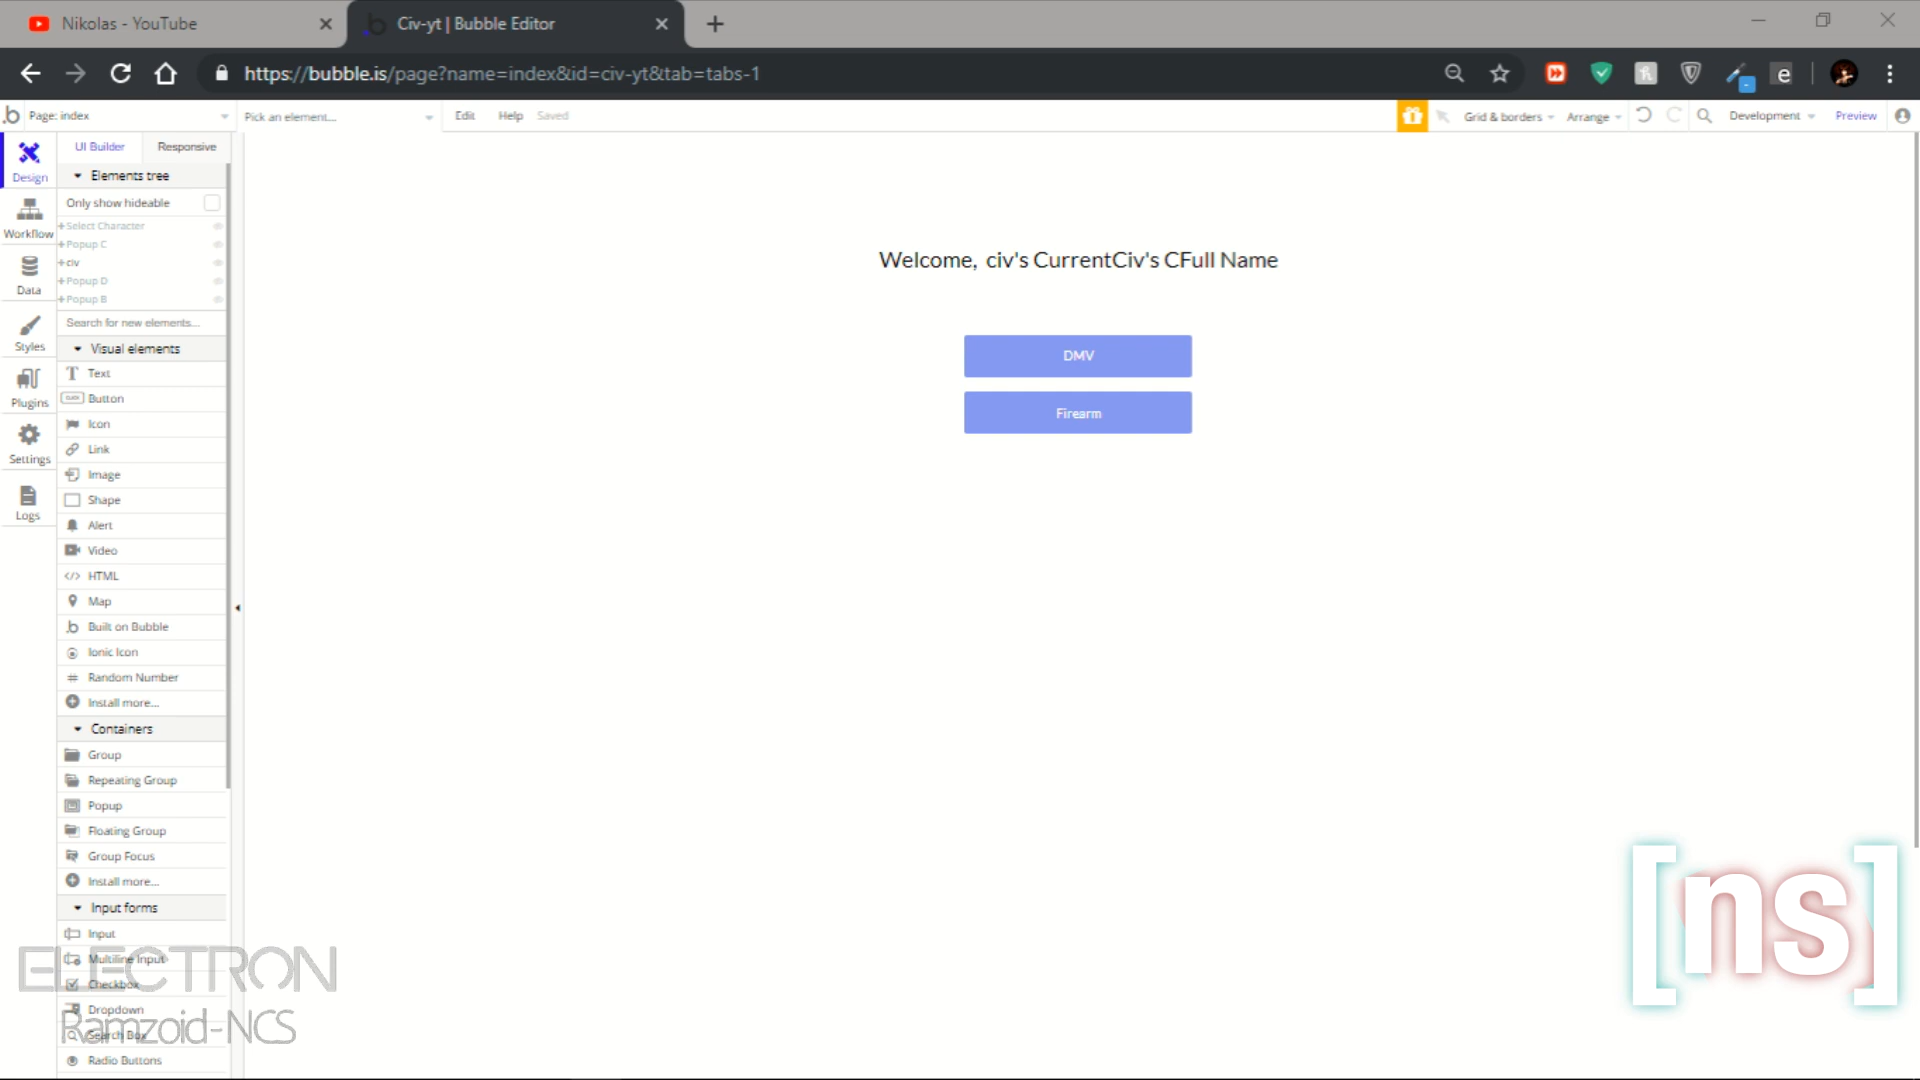 Nikolas - YouTube
Civ-yt | Bubble Editor
https://bubble.is/page?name=index&id=civ-yt&tab=tabs-1
Page: index
Pick an element...
Edit
Help
Saved
Grid & borders
Arrange
Development
Preview
UI Builder
Responsive
Design
Workflow
Data
Styles
Plugins
Settings
Logs
Elements tree
Only show hideable
+Select Character
+Popup C
+civ
+Popup D
+Popup B
Search for new elements...
Visual elements
Text
Button
Icon
Link
Image
Shape
Alert
Video
HTML
Map
Built on Bubble
Ionic Icon
Random Number
Install more...
Containers
Group
Repeating Group
Popup
Floating Group
Group Focus
Install more...
Input forms
Input
Multiline Input
Checkbox
Dropdown
Search Box
Radio Buttons
Welcome, civ's CurrentCiv's CFull Name
DMV
Firearm
ELECTRON
Ramzoid-NCS
[ns]